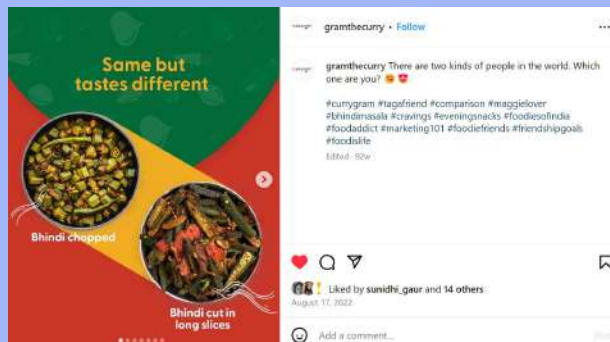 Same but
tastes different
Bhindi chopped
Bhindi cut in
long slices
gramthecurry • Follow
gramthecurry There are two kinds of people in the world. Which
one are you?
#currygram #tagafriend #comparison #maggielover
#bhindimasala #cravings #eveningsnacks #foodiesofindia
#foodaddict #marketing101 #foodiefriends #friendshipgoals
#foodislife
Edited · 92w
Liked by sunidhi_gaur and 14 others
August 17, 2022
Add a comment...